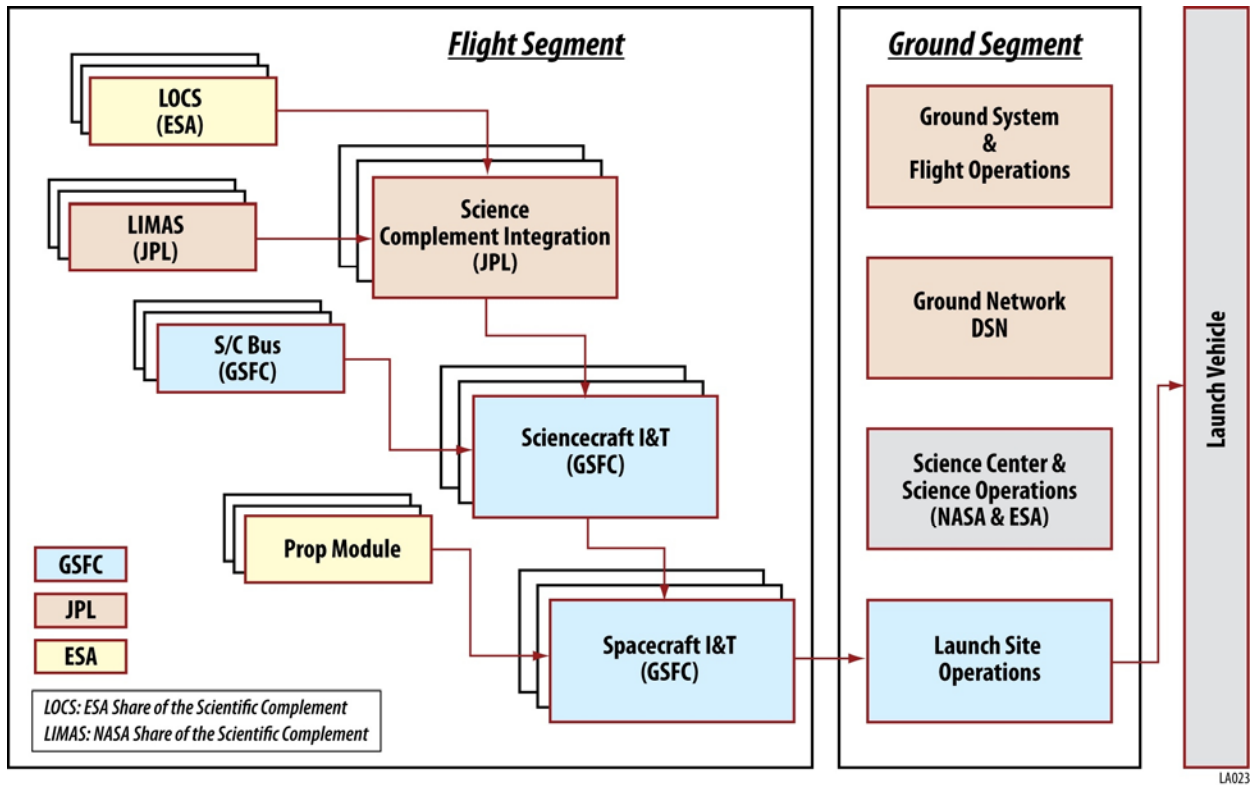 Flight Segment
LOCS
(ESA)
LIMAS
(JPL)
Science
Complement Integration
(JPL)
S/C Bus
(GSFC)
Sciencecraft I&T
(GSFC)
Prop Module
Spacecraft I&T
(GSFC)
GSFC
JPL
ESA
LOCS: ESA Share of the Scientific Complement
LIMAS: NASA Share of the Scientific Complement
Ground Segment
Ground System
&
Flight Operations
Ground Network
DSN
Science Center &
Science Operations
(NASA & ESA)
Launch Site
Operations
Launch Vehicle
LA023